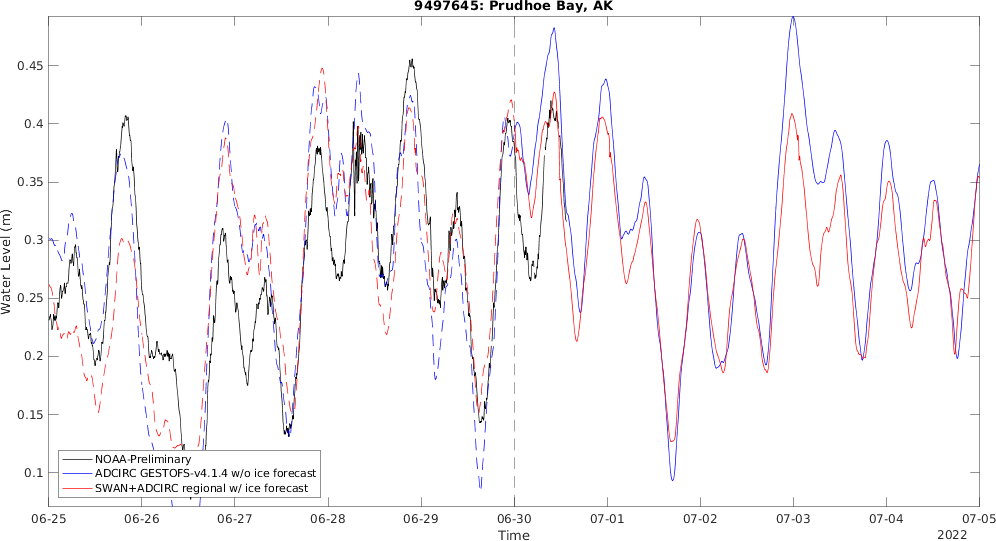 9497645: Prudhoe Bay, AK
Water Level (m)
0.45
0.4
0.35
0.3
0.25
0.2
0.15
0.1
NOAA-Preliminary
ADCIRC GESTOFS-v4.1.4 w/o ice forecast
SWAN+ADCIRC regional w/ ice forecast
06-25 06-26 06-27 06-28 06-29 06-30 07-01 07-02 07-03 07-04 07-05
Time
2022